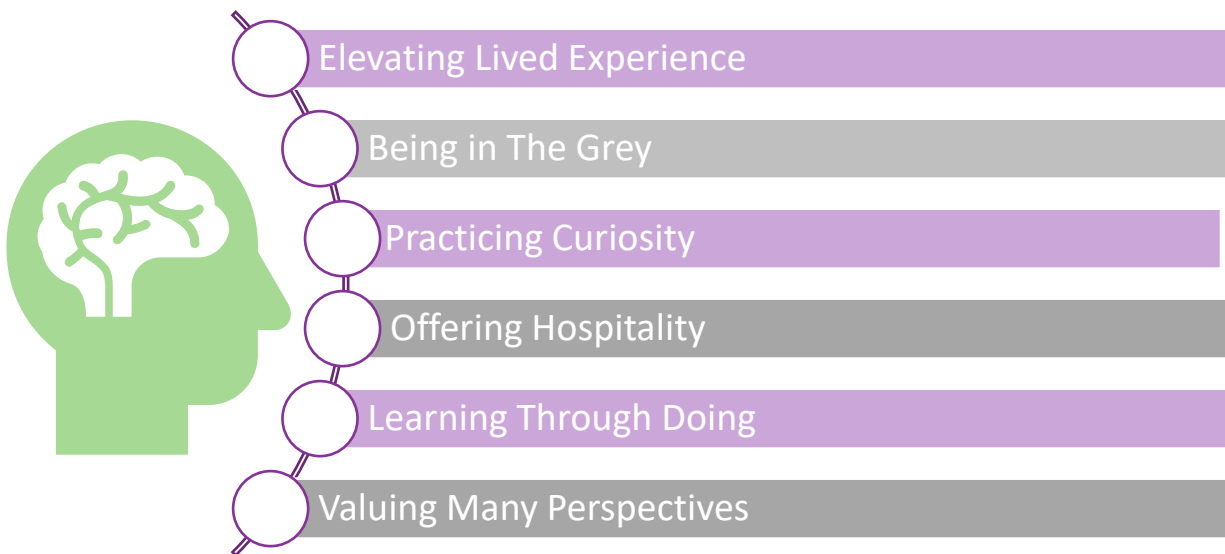 Elevating Lived Experience
Being in The Grey
Practicing Curiosity
Offering Hospitality
Learning Through Doing
Valuing Many Perspectives